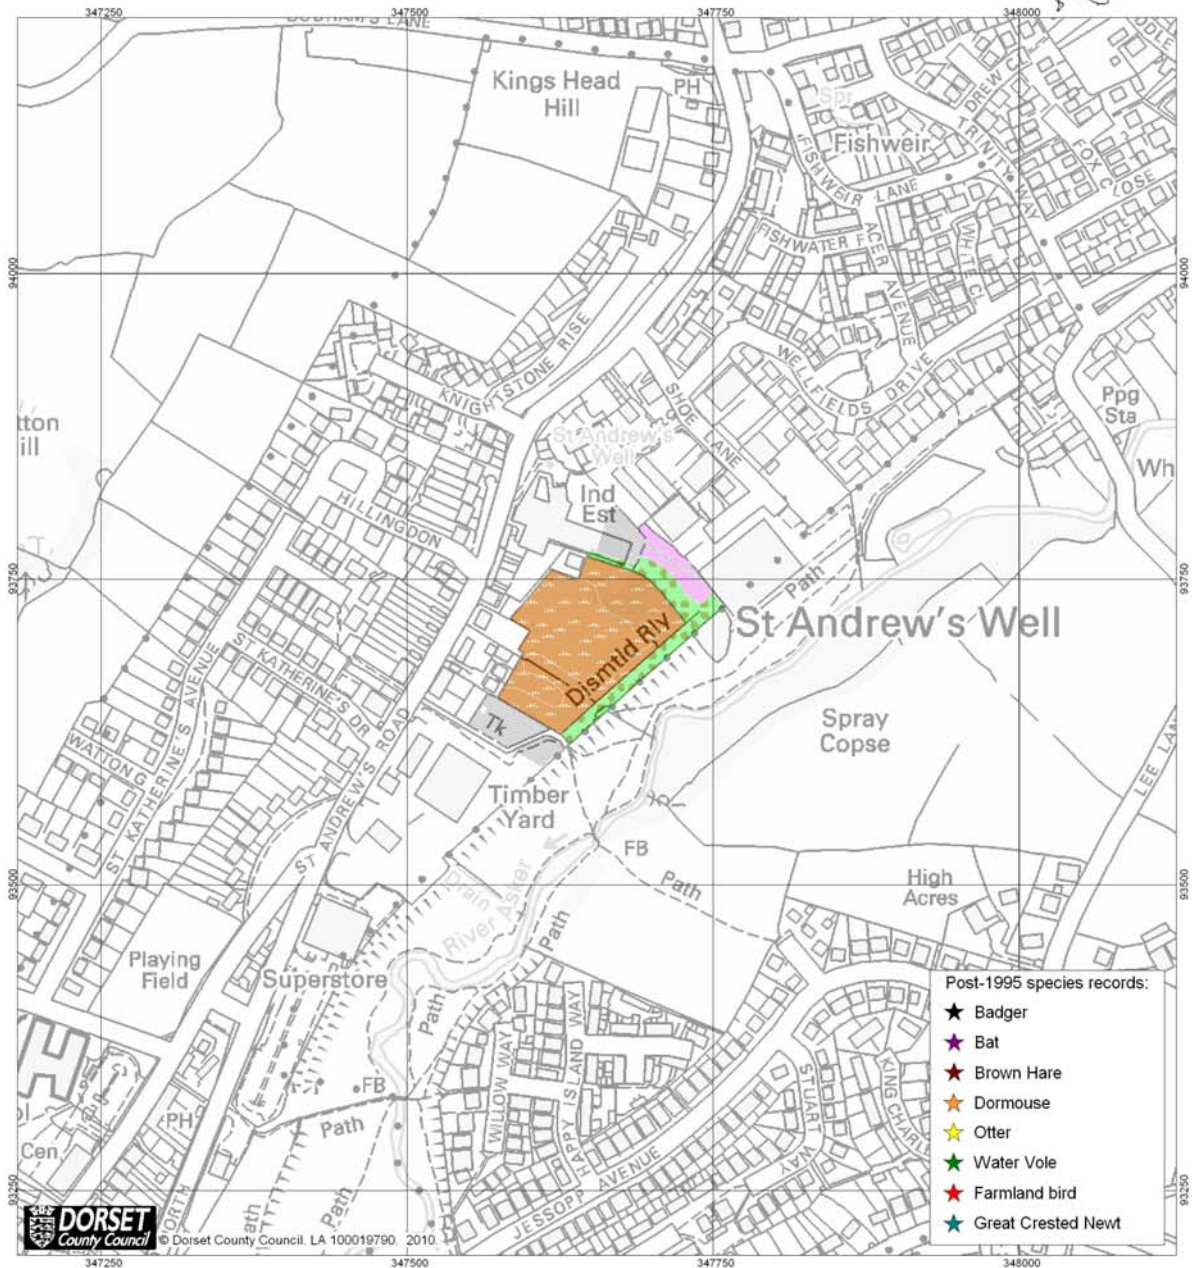 347250
347500
347750
348000
BODHAM'S LANE
Kings Head
Hill
PH
Spr
Fishweir
DREW CL
TRINITY WAY
FOX CLOSE
FISHWEIR LANE
FISHWATER F
ACER AVENUE
WHITE C
94000
94000
KNIGHTSTONE RISE
WELLFIELDS DRIVE
SHOE LANE
Ppg
Sta
tton
ill
St Andrew's
Well
Wh
Ind
Est
HILLINGDON
93750
93750
Path
St Andrew's Well
Dismtld Rly
ST KATHERINE'S AVENUE
ST KATHERINE'S DR
ST ANDREW'S ROAD
Tk
Spray
Copse
WATTON G
LEE LAN
Timber
Yard
FB
Path
93500
93500
Drain
River Asker
Path
High
Acres
Playing
Field
Superstore
Path
FB
PH
Path
Cen
WILLOW WAY
HAPPY ISLAND WAY
JESSOPP AVENUE
STUART WAY
KING CHARL
93250
93250
ORTH
ath
Path
Post-1995 species records:
Badger
Bat
Brown Hare
Dormouse
Otter
Water Vole
Farmland bird
Great Crested Newt
DORSET
County Council
© Dorset County Council. LA 100019790. 2010.
347250
347500
347750
348000